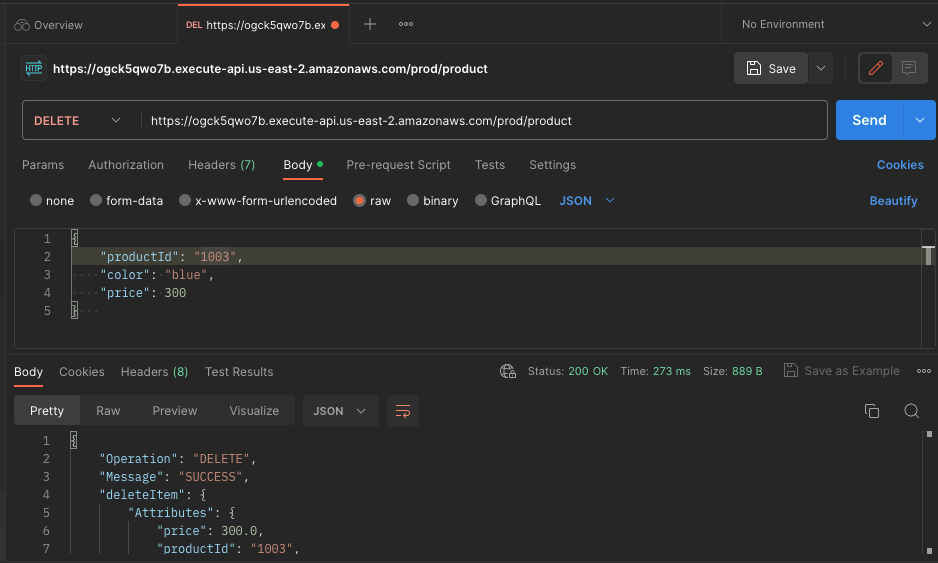 Overview
DEL https://ogck5qwo7b.ex
No Environment
HTTP https://ogck5qwo7b.execute-api.us-east-2.amazonaws.com/prod/product
Save
DELETE https://ogck5qwo7b.execute-api.us-east-2.amazonaws.com/prod/product Send
Params Authorization Headers (7) Body Pre-request Script Tests Settings Cookies
none form-data x-www-form-urlencoded raw binary GraphQL JSON Beautify
1 {
2 "productId": "1003",
3 "color": "blue",
4 "price": 300
5 }
Body Cookies Headers (8) Test Results Status: 200 OK Time: 273 ms Size: 889 B Save as Example
Pretty Raw Preview Visualize JSON
1 {
2 "Operation": "DELETE",
3 "Message": "SUCCESS",
4 "deleteItem": {
5 "Attributes": {
6 "price": 300.0,
7 "productId": "1003",